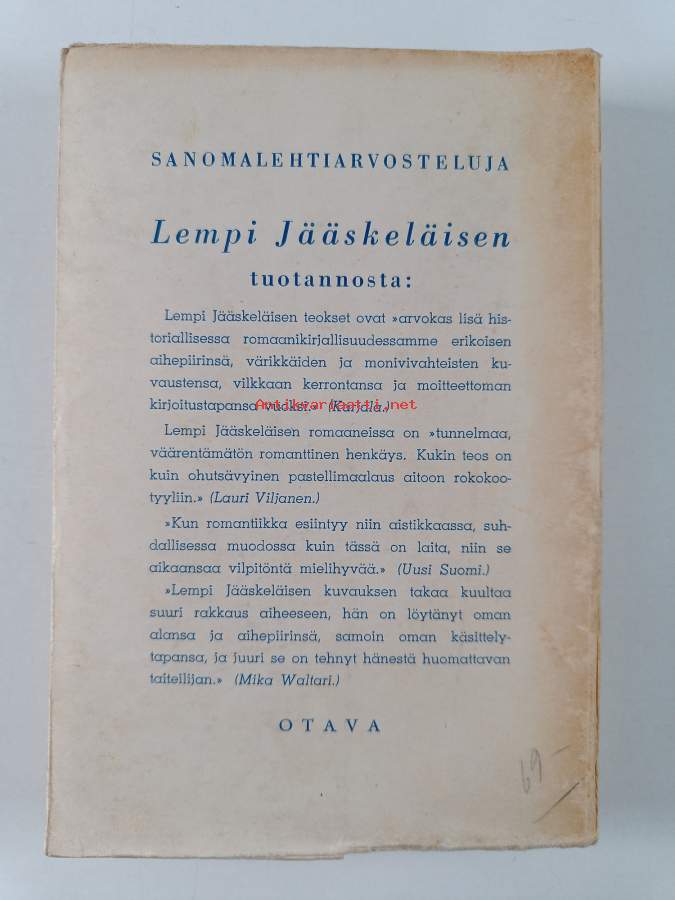 SANOMALEHTIARVOSTELUJA
Lempi Jääskeläisen
tuotannosta:
Lempi Jääskeläisen teokset ovat »arvokas lisä his-
toriallisessa romaanikirjallisuudessamme erikoisen
aihepiirinsä, värikkäiden ja monivivahteisten ku-
vaustensa, vilkkaan kerrontansa ja moitteettoman
kirjoitustapansa vuoksi.» (Karjala.)
Antikvariaatti.net
Lempi Jääskeläisen romaaneissa on »tunnelmaa,
väärentämätön romanttinen henkäys. Kukin teos on
kuin ohutsävyinen pastellimaalaus aitoon rokokoo-
tyyliin.» (Lauri Viljanen.)
»Kun romantiikka esiintyy niin aistikkaassa, suh-
dallisessa muodossa kuin tässä on laita, niin se
aikaansaa vilpitöntä mielihyvää.» (Uusi Suomi.)
»Lempi Jääskeläisen kuvauksen takaa kuultaa
suuri rakkaus aiheeseen, hän on löytänyt oman
alansa ja aihepiirinsä, samoin oman käsittely-
tapansa, ja juuri se on tehnyt hänestä huomattavan
taiteilijan.» (Mika Waltari.)
OTAVA
69-